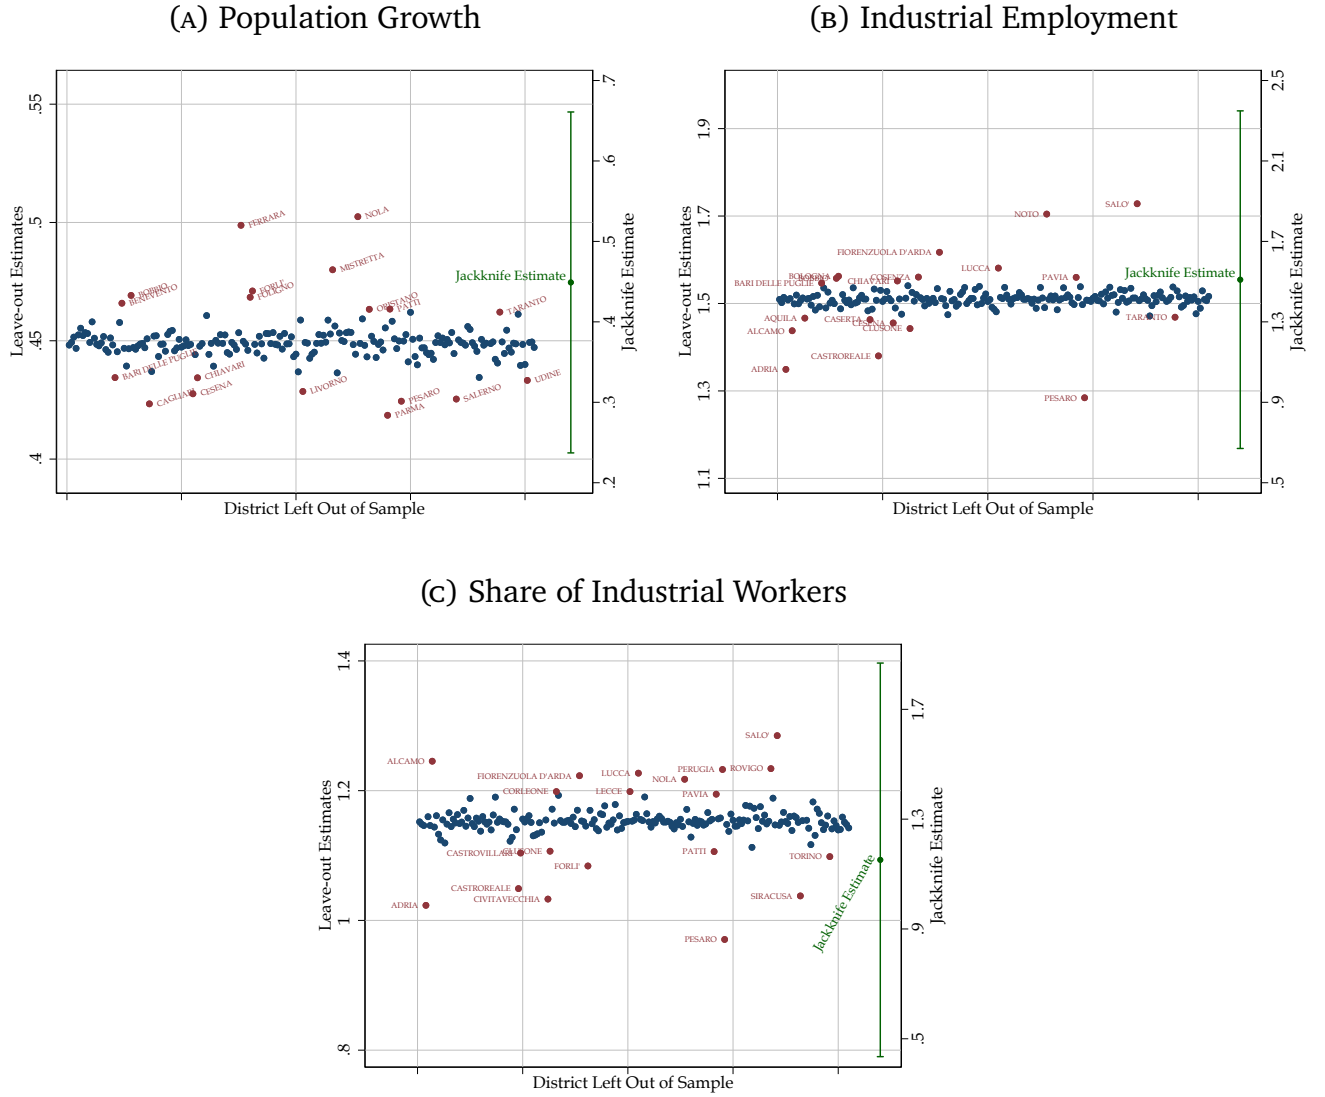 (A) Population Growth
(B) Industrial Employment
.55
.5
.45
.4
Leave-out Estimates
FERRARA
NOLA
MISTRETTA
BOBBIO
BENEVENTO
FORLI'
FOLIGNO
ORISTANO
PATTI
TARANTO
BARI DELLE PUGLIE
CHIAVARI
CAGLIARI
CESENA
LIVORNO
PESARO
PARMA
SALERNO
UDINE
Jackknife Estimate
.7
.6
.5
.4
.3
.2
Jackknife Estimate
District Left Out of Sample
1.9
1.7
1.5
1.3
1.1
Leave-out Estimates
SALO'
NOTO
FIORENZUOLA D'ARDA
LUCCA
BOLOGNA
BARI DELLE PUGLIE
COSENZA
CHIAVARI
PAVIA
AQUILA
ALCAMO
CASERTA
CESENA
CLUSONE
TARANTO
CASTROREALE
ADRIA
PESARO
Jackknife Estimate
2.5
2.1
1.7
1.3
.9
.5
Jackknife Estimate
District Left Out of Sample
(C) Share of Industrial Workers
1.4
1.2
1
.8
Leave-out Estimates
SALO'
ALCAMO
FIORENZUOLA D'ARDA
LUCCA
NOLA
PERUGIA
ROVIGO
CORLEONE
LECCE
PAVIA
CASTROVILLARI
CLUSONE
FORLI'
PATTI
TORINO
CASTROREALE
CIVITAVECCHIA
SIRACUSA
ADRIA
PESARO
Jackknife Estimate
1.7
1.3
.9
.5
Jackknife Estimate
District Left Out of Sample